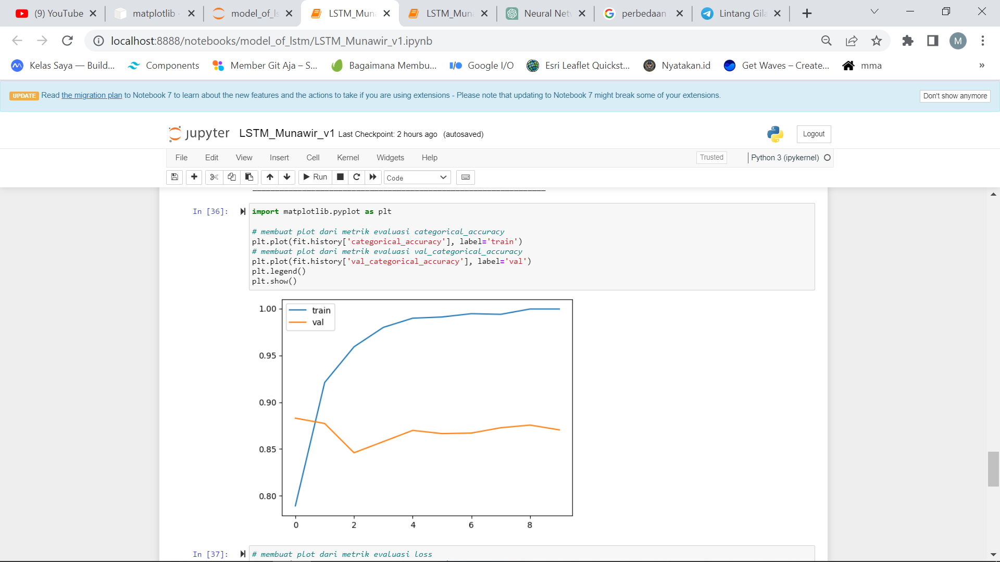 (9) YouTube
matplotlib
model_of_ls
LSTM_Mun
LSTM_Mun
Neural Net
perbedaan
Lintang Gila
localhost:8888/notebooks/model_of_lstm/LSTM_Munawir_v1.ipynb
M
Kelas Saya — Build...
Components
Member Git Aja – S...
Bagaimana Membu...
I/O Google I/O
Esri Leaflet Quickst...
Nyatakan.id
Get Waves – Create...
mma
»
UPDATE Read the migration plan to Notebook 7 to learn about the new features and the actions to take if you are using extensions - Please note that updating to Notebook 7 might break some of your extensions.
Don't show anymore
jupyter LSTM_Munawir_v1 Last Checkpoint: 2 hours ago (autosaved)
Logout
File Edit View Insert Cell Kernel Widgets Help
Trusted
Python 3 (ipykernel)
Run
Code
In [36]:
import matplotlib.pyplot as plt
# membuat plot dari metrik evaluasi categorical_accuracy
plt.plot(fit.history['categorical_accuracy'], label='train')
# membuat plot dari metrik evaluasi val_categorical_accuracy
plt.plot(fit.history['val_categorical_accuracy'], label='val')
plt.legend()
plt.show()
train
val
1.00
0.95
0.90
0.85
0.80
0 2 4 6 8
In [37]:
# membuat plot dari metrik evaluasi loss